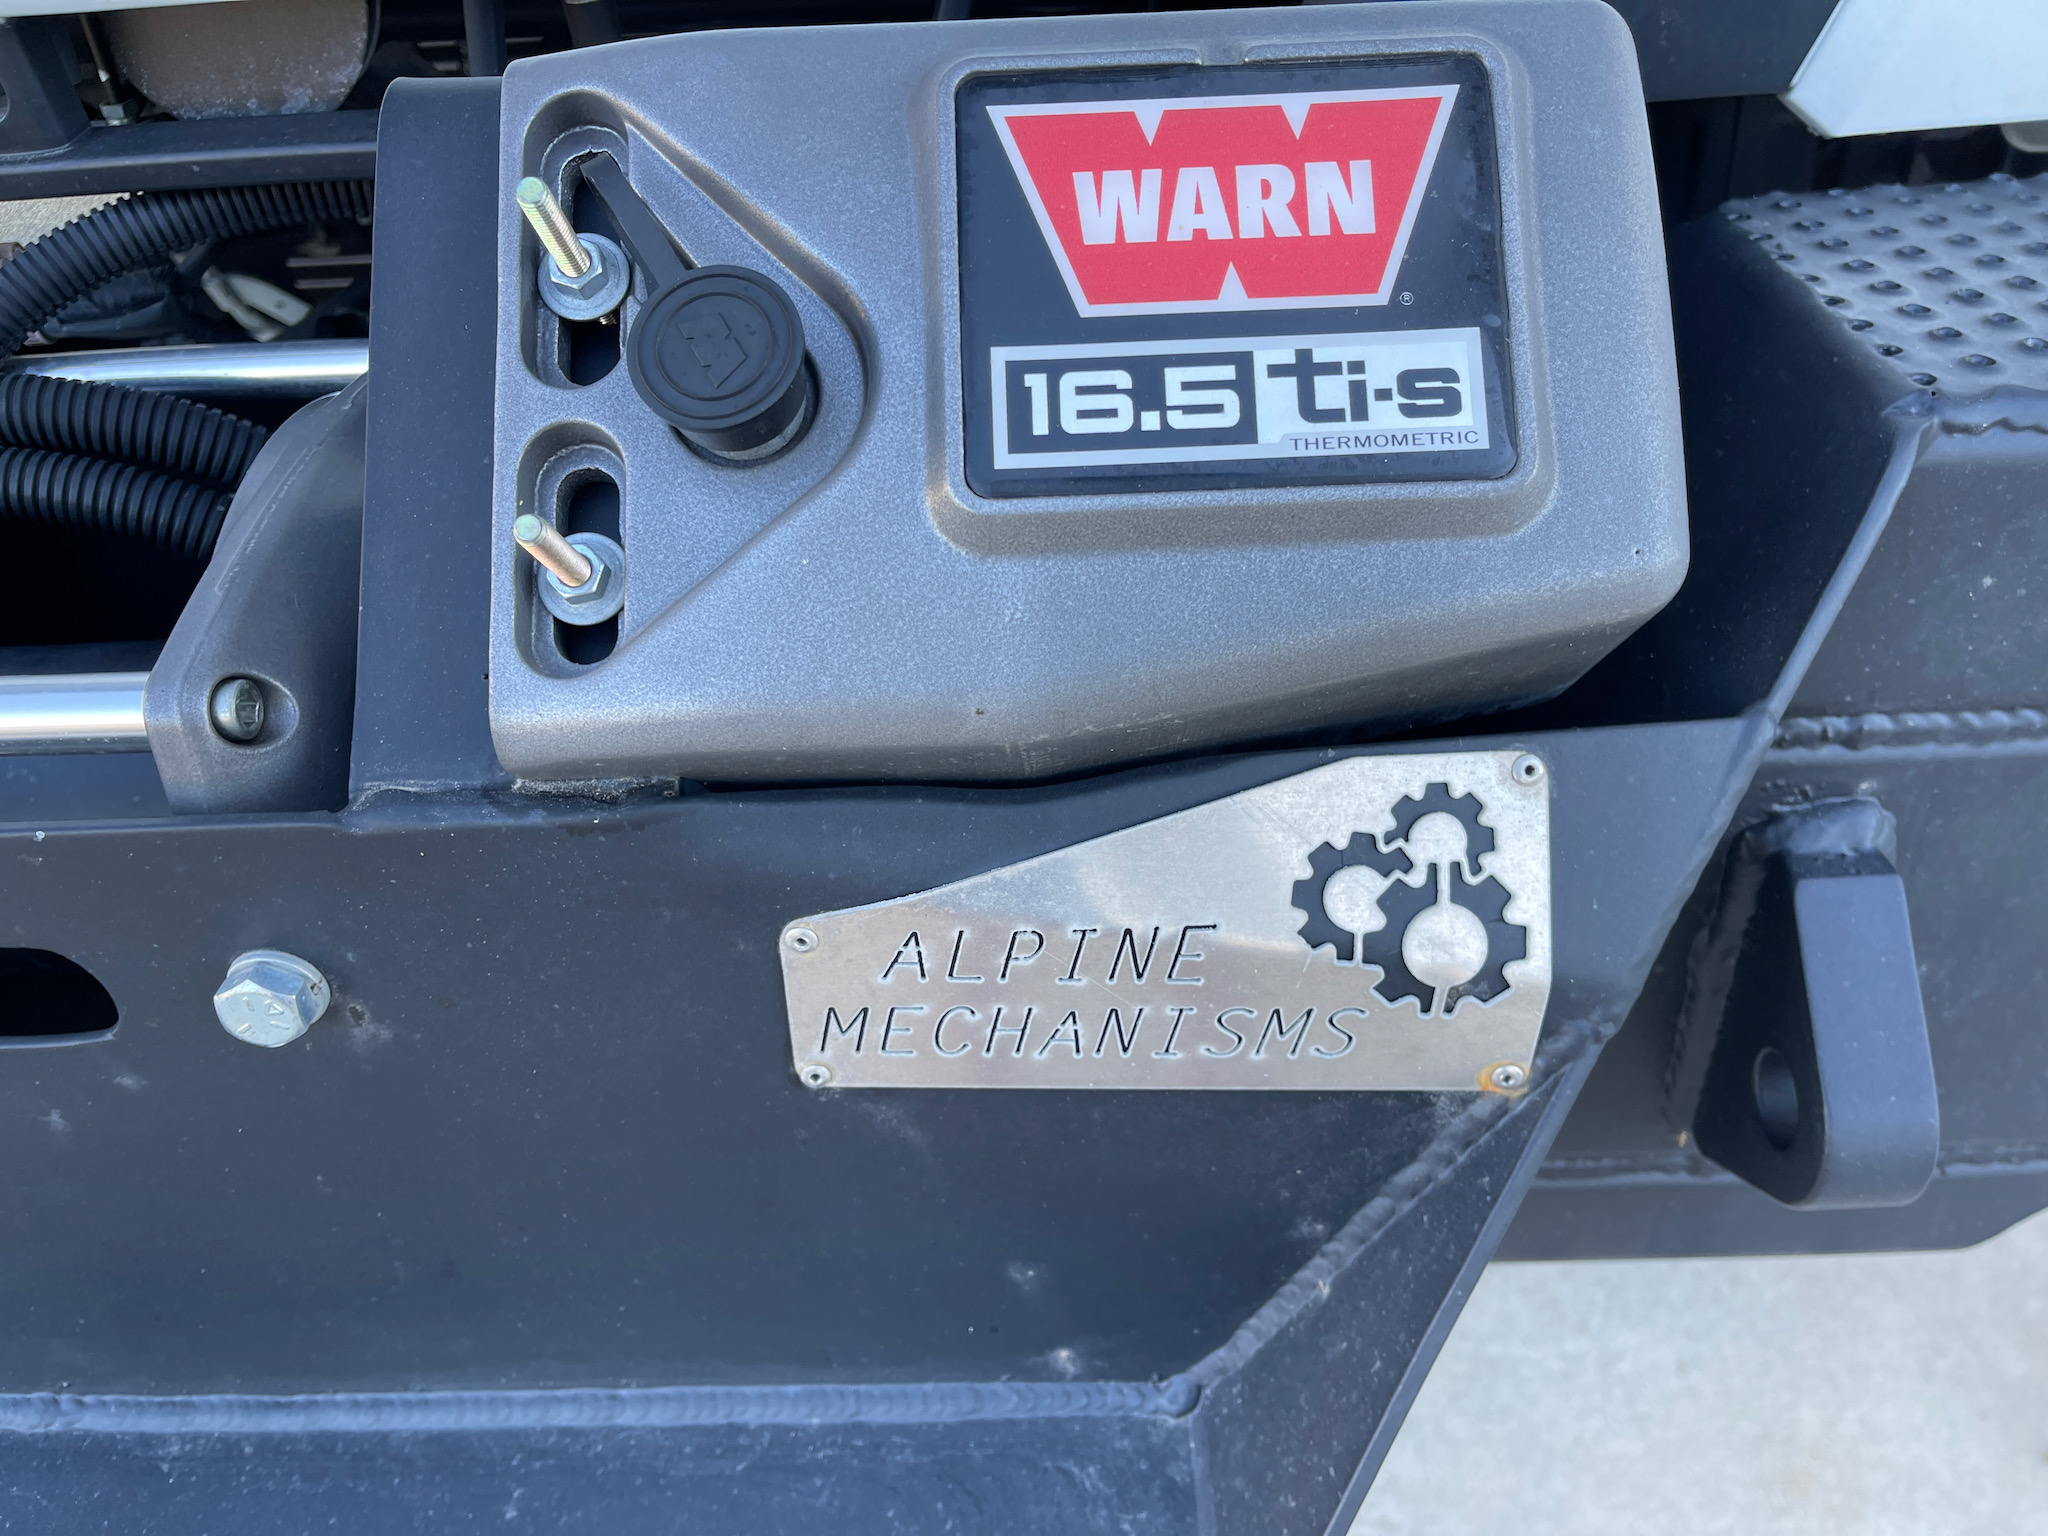 WARN
®
16.5 ti-s
THERMOMETRIC
ALPINE
MECHANISMS